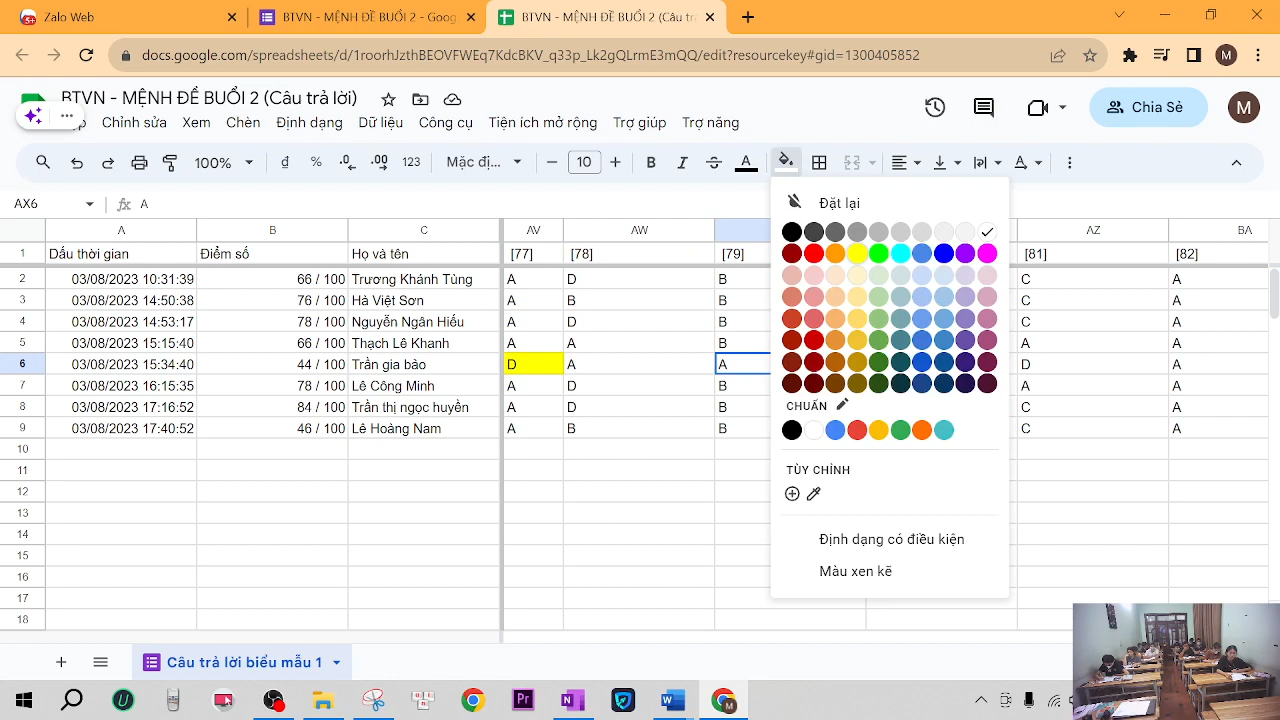 5+ Zalo Web
BTVN - MỆNH ĐỀ BUỔI 2 - Goog
BTVN - MỆNH ĐỀ BUỔI 2 (Câu tr
docs.google.com/spreadsheets/d/1roorhJzthBEOVFWEq7KdcBKV_q33p_Lk2gQLrmE3mQQ/edit?resourcekey#gid=1300405852
M
BTVN - MỆNH ĐỀ BUỔI 2 (Câu trả lời)
Chia Sẻ
M
Chỉnh sửa Xem Chèn Định dạng Dữ liệu Công cụ Tiện ích mở rộng Trợ giúp Trợ năng
100% đ % .0 .00 123 Mặc đị... 10 B I S A
AX6 fx A
A B C AV AW AZ BA
1 Dấu thời gian Điểm số Họ và tên [77] [78] [79] [81] [82]
2 03/08/2023 10:31:39 66 / 100 Trương Khánh Tùng A D B C A
3 03/08/2023 14:50:38 76 / 100 Hà Việt Sơn A B B C A
4 03/08/2023 14:53:17 78 / 100 Nguyễn Ngân Hiếu A D B C A
5 03/08/2023 15:15:40 66 / 100 Thạch Lê Khanh A A B A A
6 03/08/2023 15:34:40 44 / 100 Trần gia bảo D A A D A
7 03/08/2023 16:15:35 78 / 100 Lê Công Minh A D B A A
8 03/08/2023 17:16:52 84 / 100 Trần thị ngọc huyền A D B C A
9 03/08/2023 17:40:52 46 / 100 Lê Hoàng Nam A B B C A
10
11
12
13
14
15
16
17
18
Đặt lại
CHUẨN
TÙY CHỈNH
Định dạng có điều kiện
Màu xen kẽ
Câu trả lời biểu mẫu 1
Pr
N
W
M